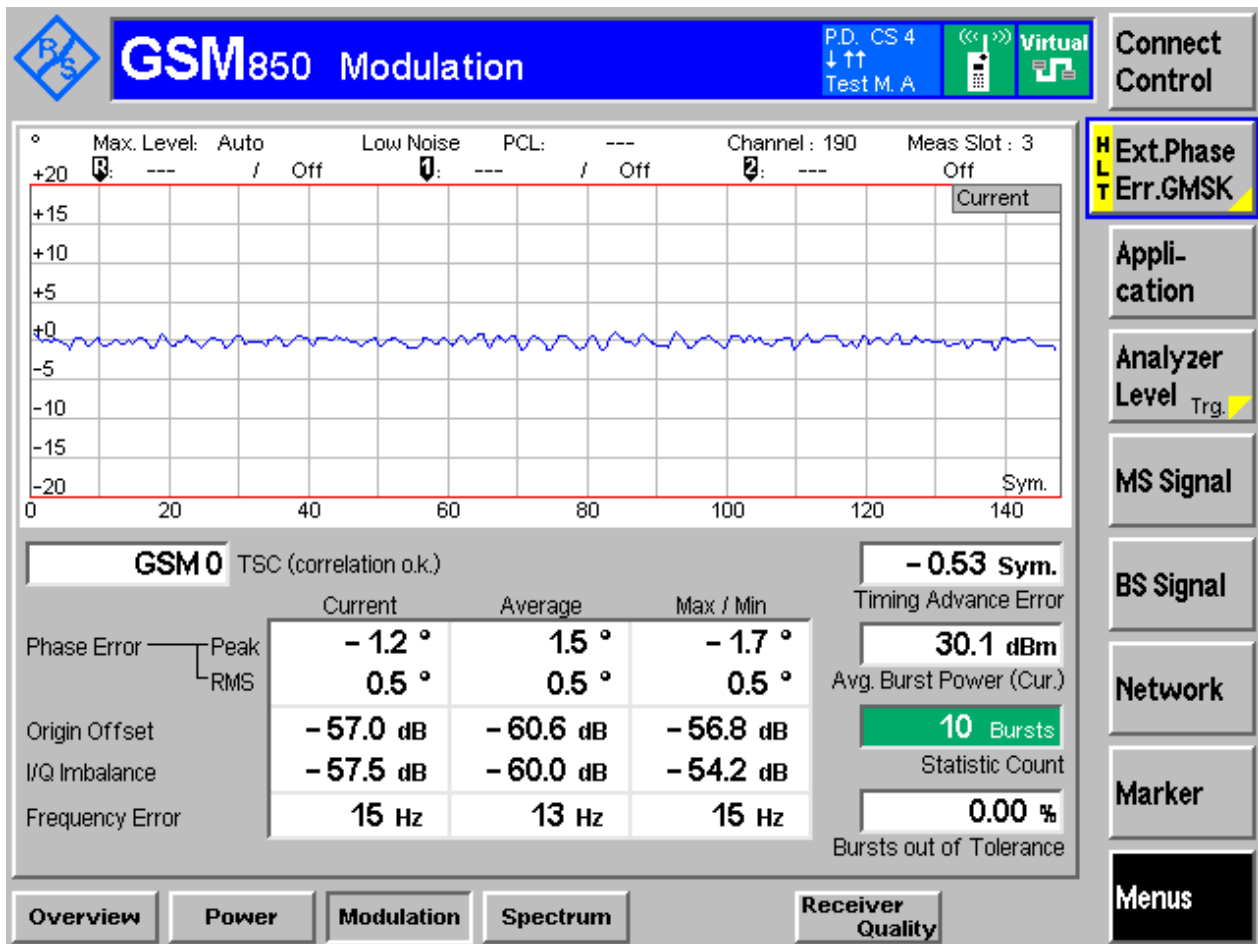 R/S
GSM850 Modulation
P.D. CS 4
↓ ↑↑
Test M. A
Virtual
Connect
Control
° Max. Level: Auto Low Noise PCL: --- Channel : 190 Meas Slot : 3
R: --- / Off 1: --- / Off 2: --- Off
Current
+20
+15
+10
+5
±0
-5
-10
-15
-20
Sym.
0 20 40 60 80 100 120 140
H
L
T
Ext.Phase
Err.GMSK
Appli-
cation
Analyzer
Level Trg.
MS Signal
BS Signal
Network
Marker
Menus
GSM 0 TSC (correlation o.k.)
Current Average Max / Min
Phase Error Peak – 1.2 ° 1.5 ° – 1.7 °
RMS 0.5 ° 0.5 ° 0.5 °
Origin Offset – 57.0 dB – 60.6 dB – 56.8 dB
I/Q Imbalance – 57.5 dB – 60.0 dB – 54.2 dB
Frequency Error 15 Hz 13 Hz 15 Hz
– 0.53 Sym.
Timing Advance Error
30.1 dBm
Avg. Burst Power (Cur.)
10 Bursts
Statistic Count
0.00 %
Bursts out of Tolerance
Overview Power Modulation Spectrum Receiver
Quality